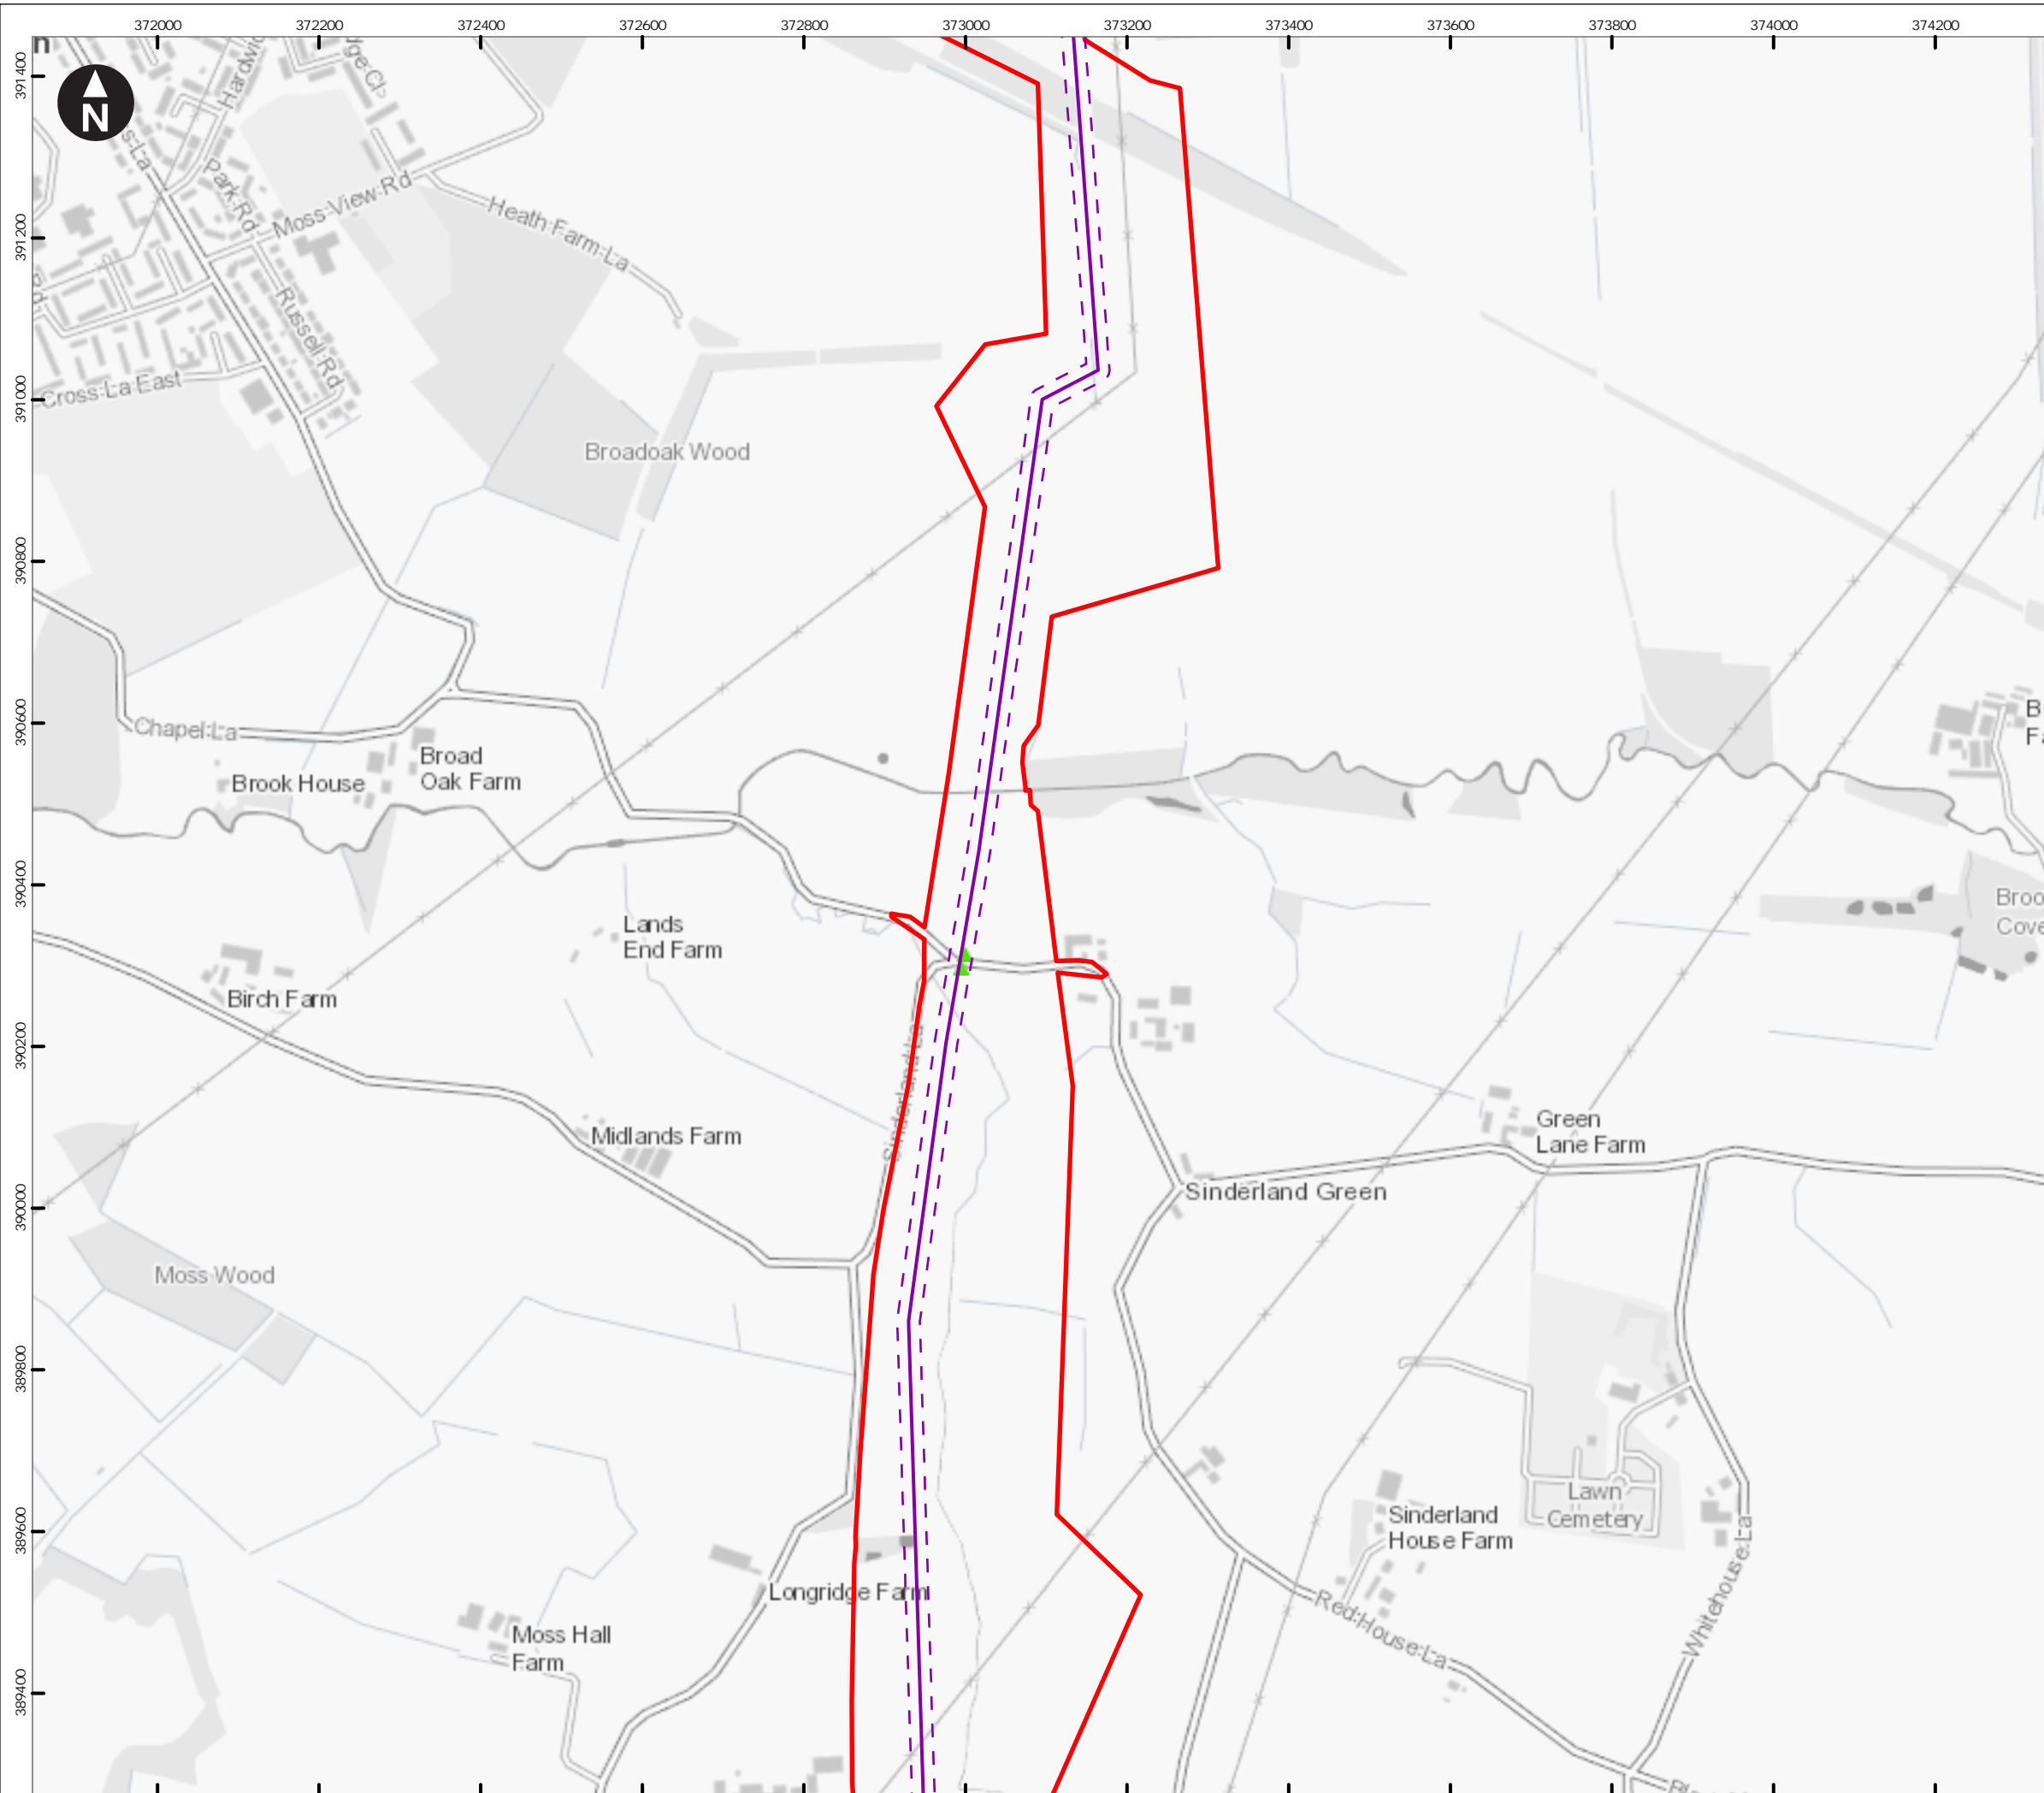 372000 372200 372400 372600 372800 373000 373200 373400 373600 373800 374000 374200
391400
391200
391000
390800
390600
390400
390200
390000
389800
389600
389400
N
Park Rd
Moss View Rd
Heath Farm La
Russell Rd
Cross La East
Broadoak Wood
Chapel La
Broad
Oak Farm
Brook House
Lands
End Farm
Birch Farm
Sinderland La
Midlands Farm
Green
Lane Farm
Sinderland Green
Moss Wood
Lawn
Cemetery
Sinderland
House Farm
Longridge Farm
Red House La
Whitehouse La
Moss Hall
Farm